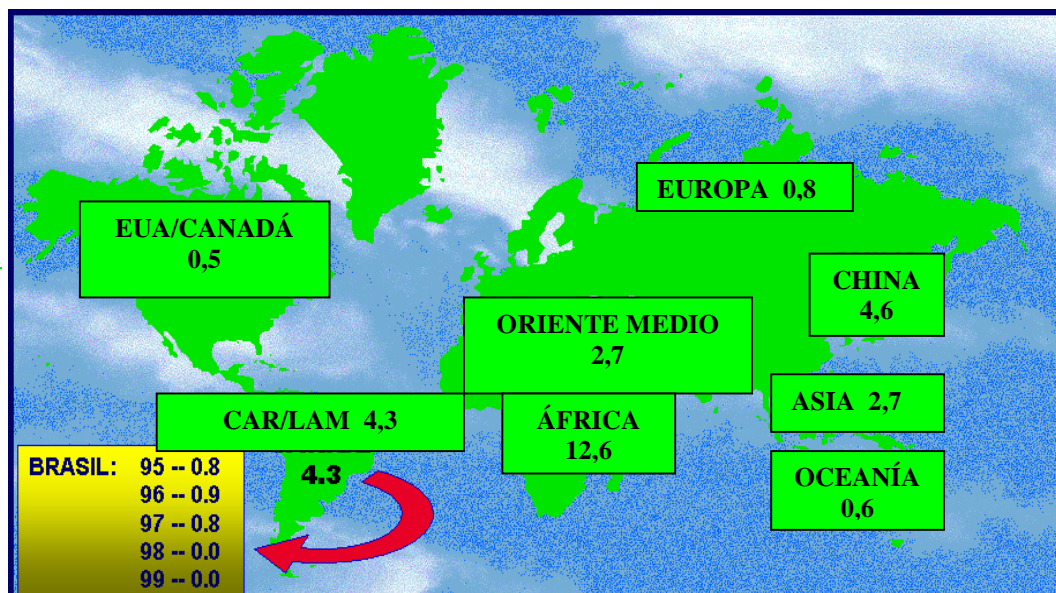 EUROPA 0,8
EUA/CANADÁ
0,5
CHINA
4,6
ORIENTE MEDIO
2,7
ASIA 2,7
CAR/LAM 4,3
ÁFRICA
12,6
4.3
OCEANÍA
0,6
BRASIL: 95 -- 0.8
96 -- 0.9
97 -- 0.8
98 -- 0.0
99 -- 0.0